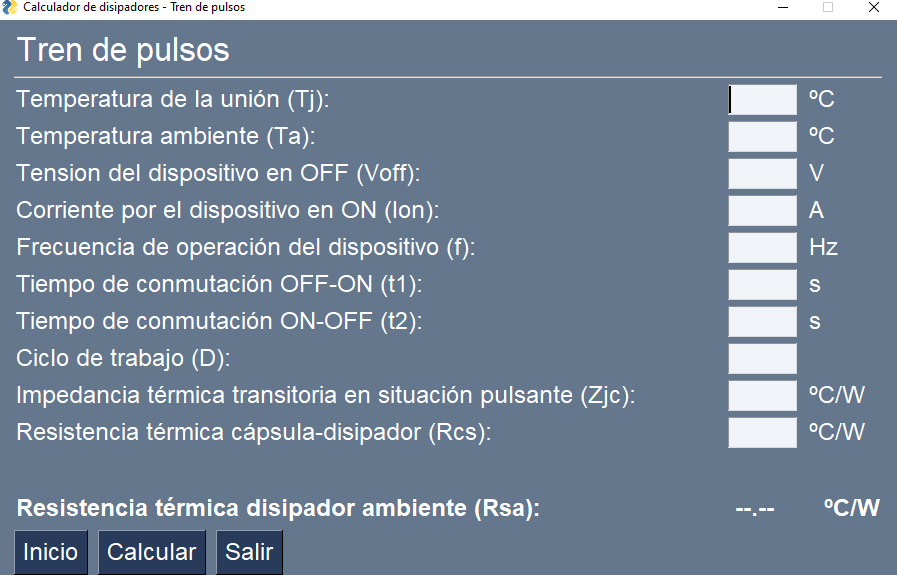 Calculador de disipadores - Tren de pulsos
Tren de pulsos
Temperatura de la unión (Tj): ºC
Temperatura ambiente (Ta): ºC
Tension del dispositivo en OFF (Voff): V
Corriente por el dispositivo en ON (Ion): A
Frecuencia de operación del dispositivo (f): Hz
Tiempo de conmutación OFF-ON (t1): s
Tiempo de conmutación ON-OFF (t2): s
Ciclo de trabajo (D):
Impedancia térmica transitoria en situación pulsante (Zjc): ºC/W
Resistencia térmica cápsula-disipador (Rcs): ºC/W
Resistencia térmica disipador ambiente (Rsa): --.-- ºC/W
Inicio Calcular Salir